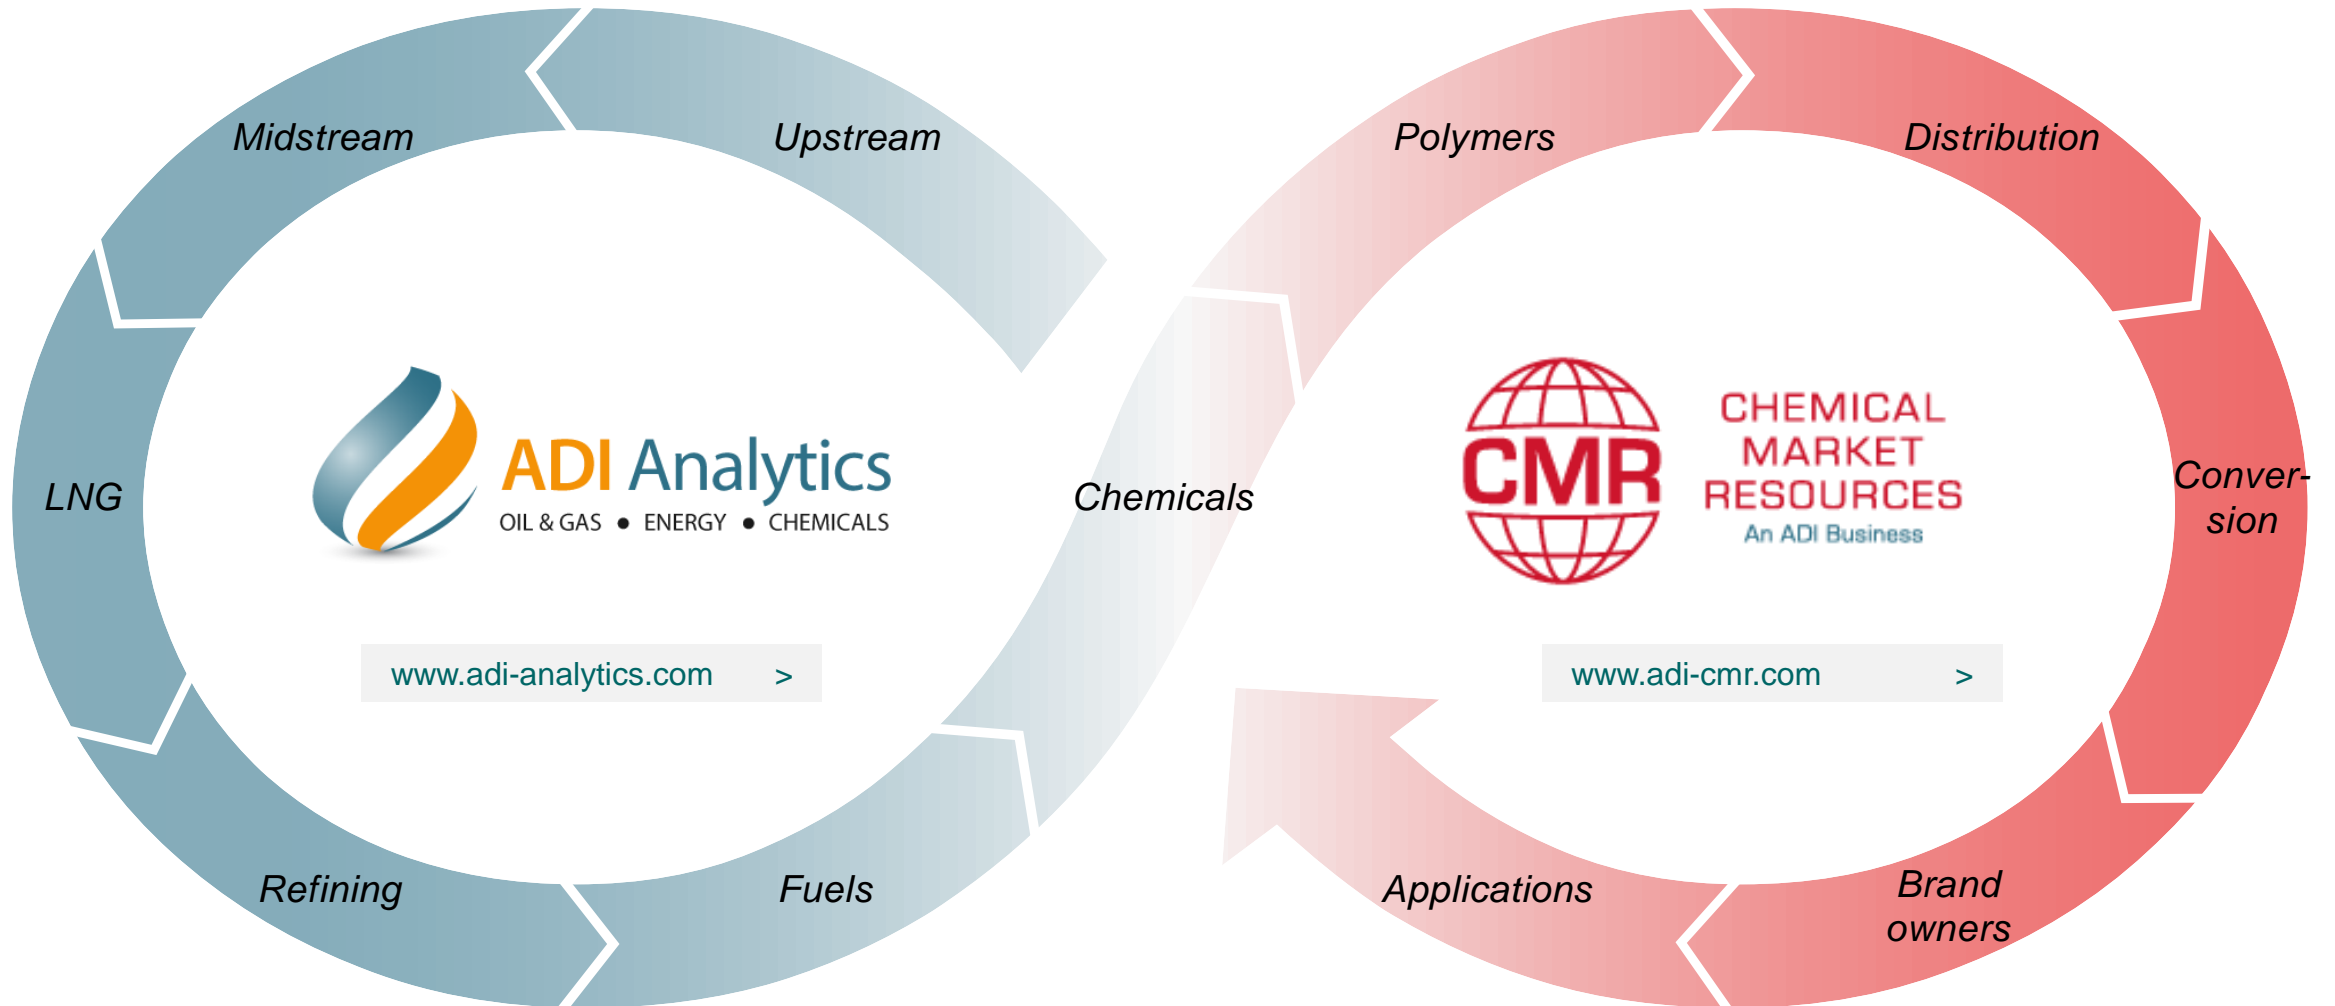 Midstream
Upstream
Polymers
Distribution
LNG
ADI Analytics
OIL & GAS ● ENERGY ● CHEMICALS
www.adi-analytics.com >
Refining
Fuels
Chemicals
CMR
CHEMICAL
MARKET
RESOURCES
An ADI Business
www.adi-cmr.com >
Conver-
sion
Applications
Brand
owners